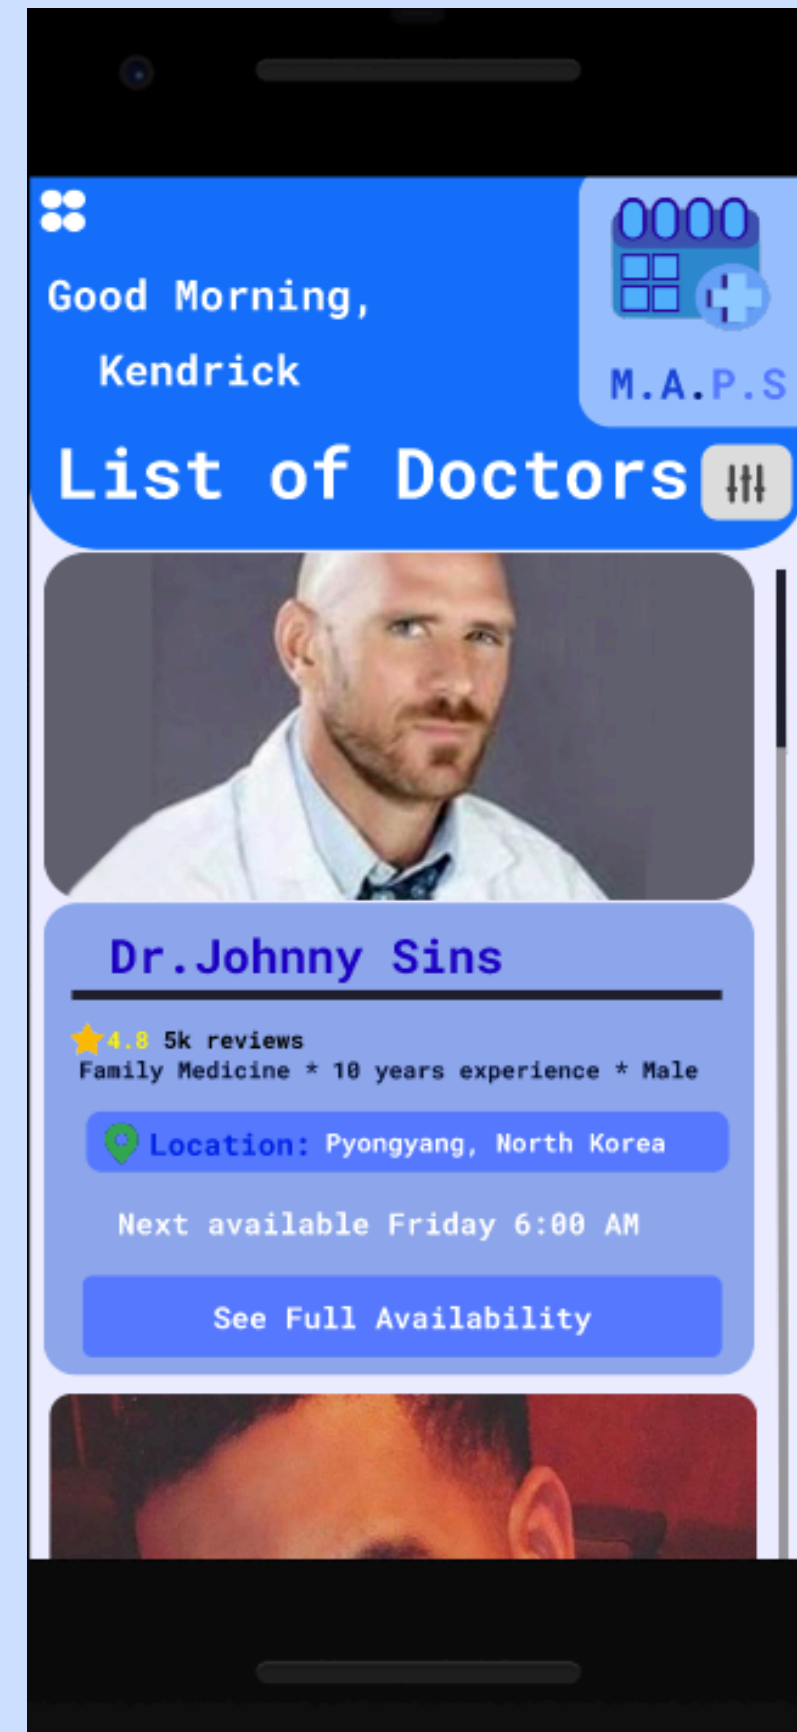 Good Morning,
Kendrick
M.A.P.S
List of Doctors
Dr.Johnny Sins
4.8 5k reviews
Family Medicine * 10 years experience * Male
Location: Pyongyang, North Korea
Next available Friday 6:00 AM
See Full Availability